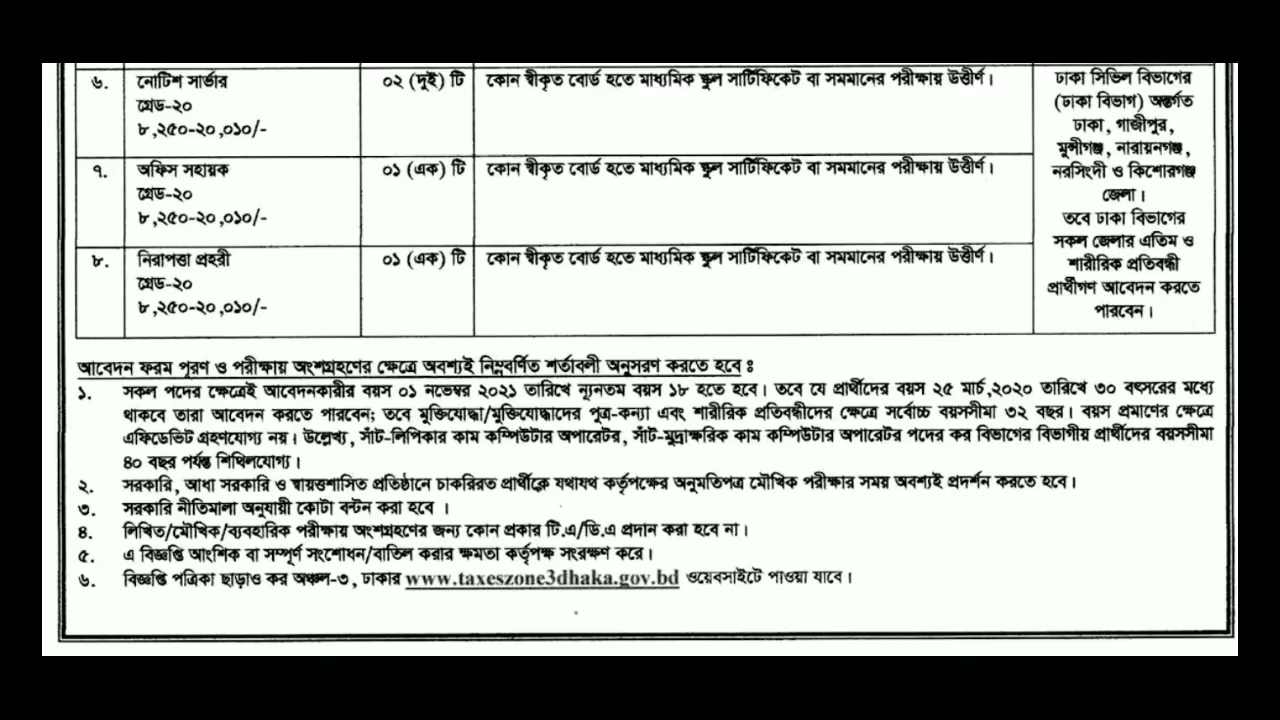 ৬. নোটিশ সার্ভার ০২ (দুই) টি কোন স্বীকৃত বোর্ড হতে মাধ্যমিক স্কুল সার্টিফিকেট বা সমমানের পরীক্ষায় উত্তীর্ণ।
গ্রেড-২০
৮,২৫০-২০,০১০/-
৭. অফিস সহায়ক ০১ (এক) টি কোন স্বীকৃত বোর্ড হতে মাধ্যমিক স্কুল সার্টিফিকেট বা সমমানের পরীক্ষায় উত্তীর্ণ।
গ্রেড-২০
৮,২৫০-২০,০১০/-
৮. নিরাপত্তা প্রহরী ০১ (এক) টি কোন স্বীকৃত বোর্ড হতে মাধ্যমিক স্কুল সার্টিফিকেট বা সমমানের পরীক্ষায় উত্তীর্ণ।
গ্রেড-২০
৮,২৫০-২০,০১০/-
ঢাকা সিভিল বিভাগের
(ঢাকা বিভাগ) অন্তর্গত
ঢাকা, গাজীপুর,
মুন্সীগঞ্জ, নারায়নগঞ্জ,
নরসিংদী ও কিশোরগঞ্জ
জেলা।
তবে ঢাকা বিভাগের
সকল জেলার এতিম ও
শারীরিক প্রতিবন্ধী
প্রার্থীগণ আবেদন করতে
পারবেন।
আবেদন ফরম পূরণ ও পরীক্ষায় অংশগ্রহণের ক্ষেত্রে অবশ্যই নিম্নবর্ণিত শর্তাবলী অনুসরণ করতে হবে ঃ
১. সকল পদের ক্ষেত্রেই আবেদনকারীর বয়স ০১ নভেম্বর ২০২১ তারিখে ন্যূনতম বয়স ১৮ হতে হবে। তবে যে প্রার্থীদের বয়স ২৫ মার্চ,২০২০ তারিখে ৩০ বৎসরের মধ্যে
থাকবে তারা আবেদন করতে পারবেন; তবে মুক্তিযোদ্ধা/মুক্তিযোদ্ধাদের পুত্র-কন্যা এবং শারীরিক প্রতিবন্ধীদের ক্ষেত্রে সর্বোচ্চ বয়সসীমা ৩২ বছর। বয়স প্রমাণের ক্ষেত্রে
এফিডেভিট গ্রহণযোগ্য নয়। উল্লেখ্য, সাঁট-লিপিকার কাম কম্পিউটার অপারেটর, সাঁট-মুদ্রাক্ষরিক কাম কম্পিউটার অপারেটর পদের কর বিভাগের বিভাগীয় প্রার্থীদের বয়সসীমা
৪০ বছর পর্যন্ত শিথিলযোগ্য।
২. সরকারি, আধা সরকারি ও স্বায়ত্তশাসিত প্রতিষ্ঠানে চাকরিরত প্রার্থীকে যথাযথ কর্তৃপক্ষের অনুমতিপত্র মৌখিক পরীক্ষার সময় অবশ্যই প্রদর্শন করতে হবে।
৩. সরকারি নীতিমালা অনুযায়ী কোটা বন্টন করা হবে ।
৪. লিখিত/মৌখিক/ব্যবহারিক পরীক্ষায় অংশগ্রহণের জন্য কোন প্রকার টি.এ/ডি.এ প্রদান করা হবে না।
৫. এ বিজ্ঞপ্তি আংশিক বা সম্পূর্ণ সংশোধন/বাতিল করার ক্ষমতা কর্তৃপক্ষ সংরক্ষণ করে।
৬. বিজ্ঞপ্তি পত্রিকা ছাড়াও কর অঞ্চল-৩, ঢাকার www.taxeszone3dhaka.gov.bd ওয়েবসাইটে পাওয়া যাবে।